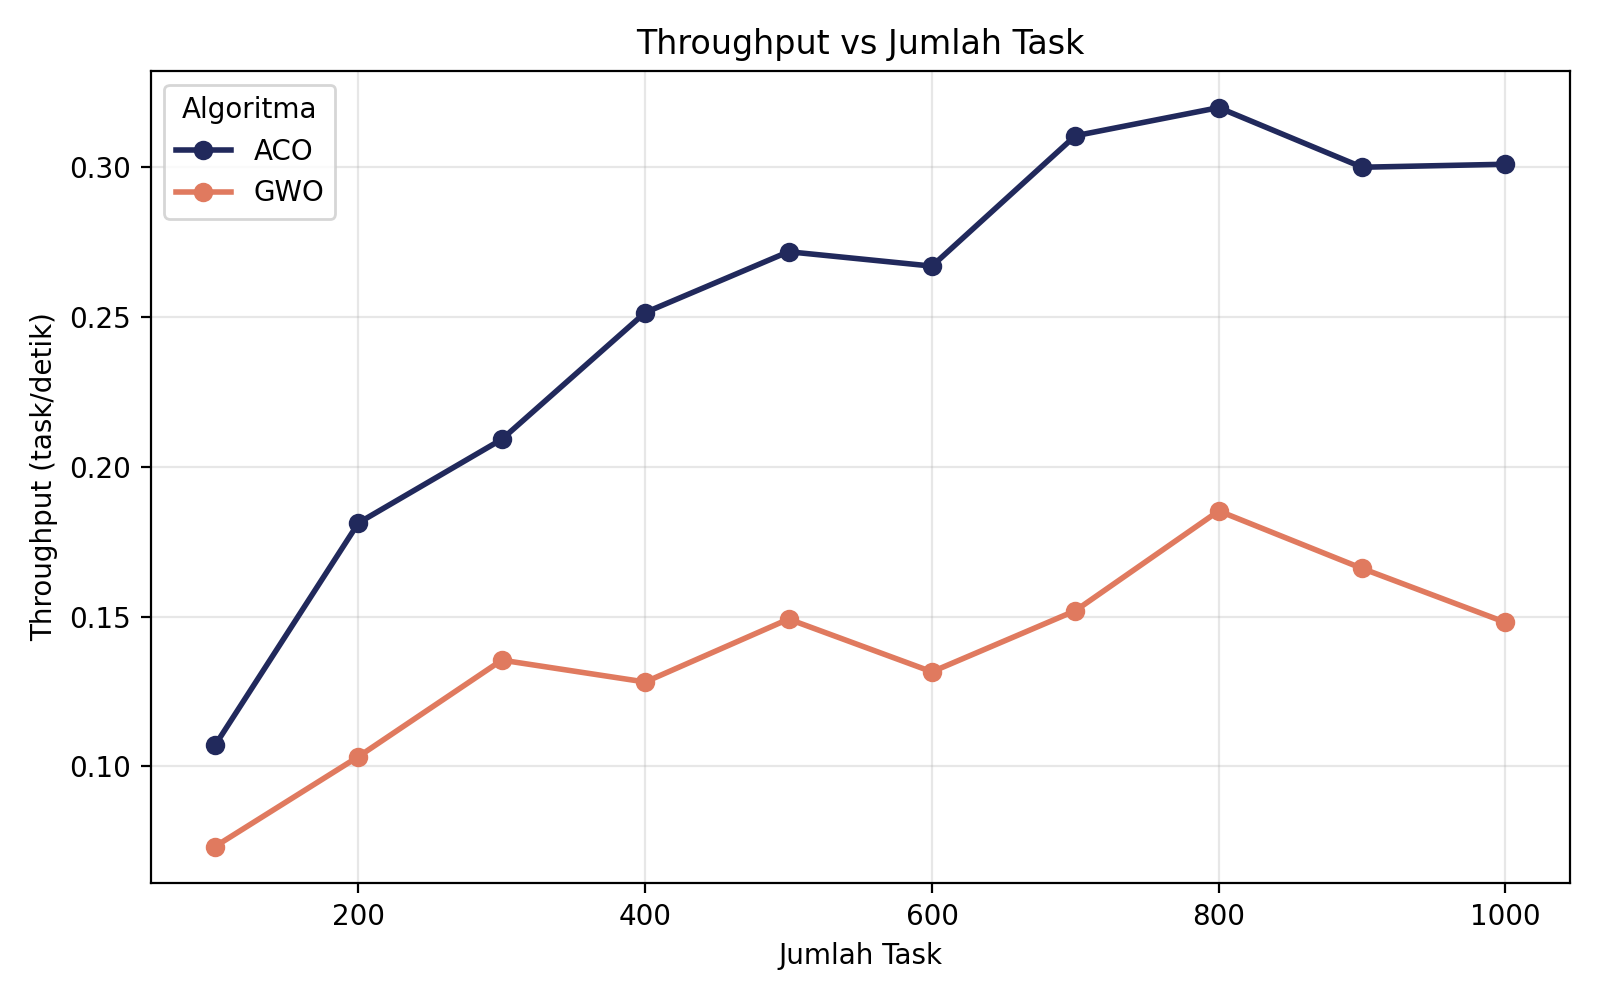 Throughput vs Jumlah Task
Algoritma
ACO
GWO
Throughput (task/detik)
0.30
0.25
0.20
0.15
0.10
200 400 600 800 1000
Jumlah Task